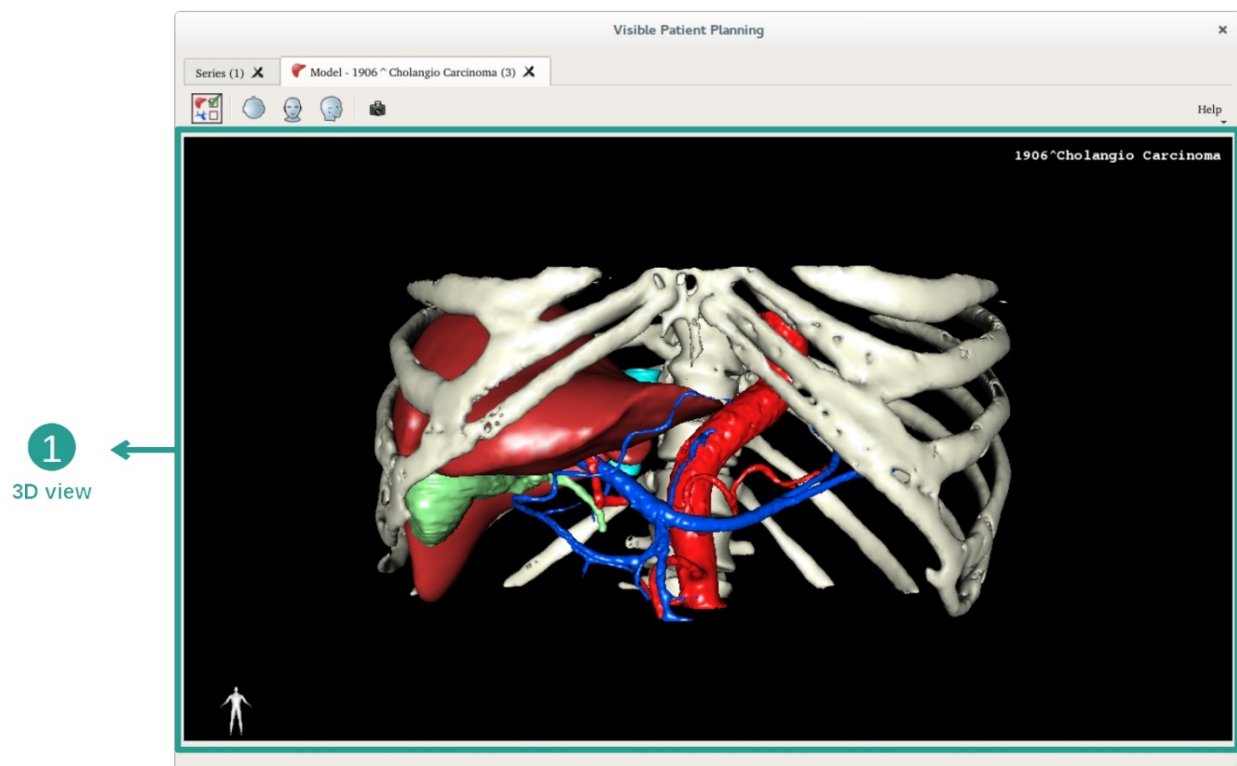 Visible Patient Planning
Series (1)
Model - 1906 ^ Cholangio Carcinoma (3)
Help
1906^Cholangio Carcinoma
1
3D view